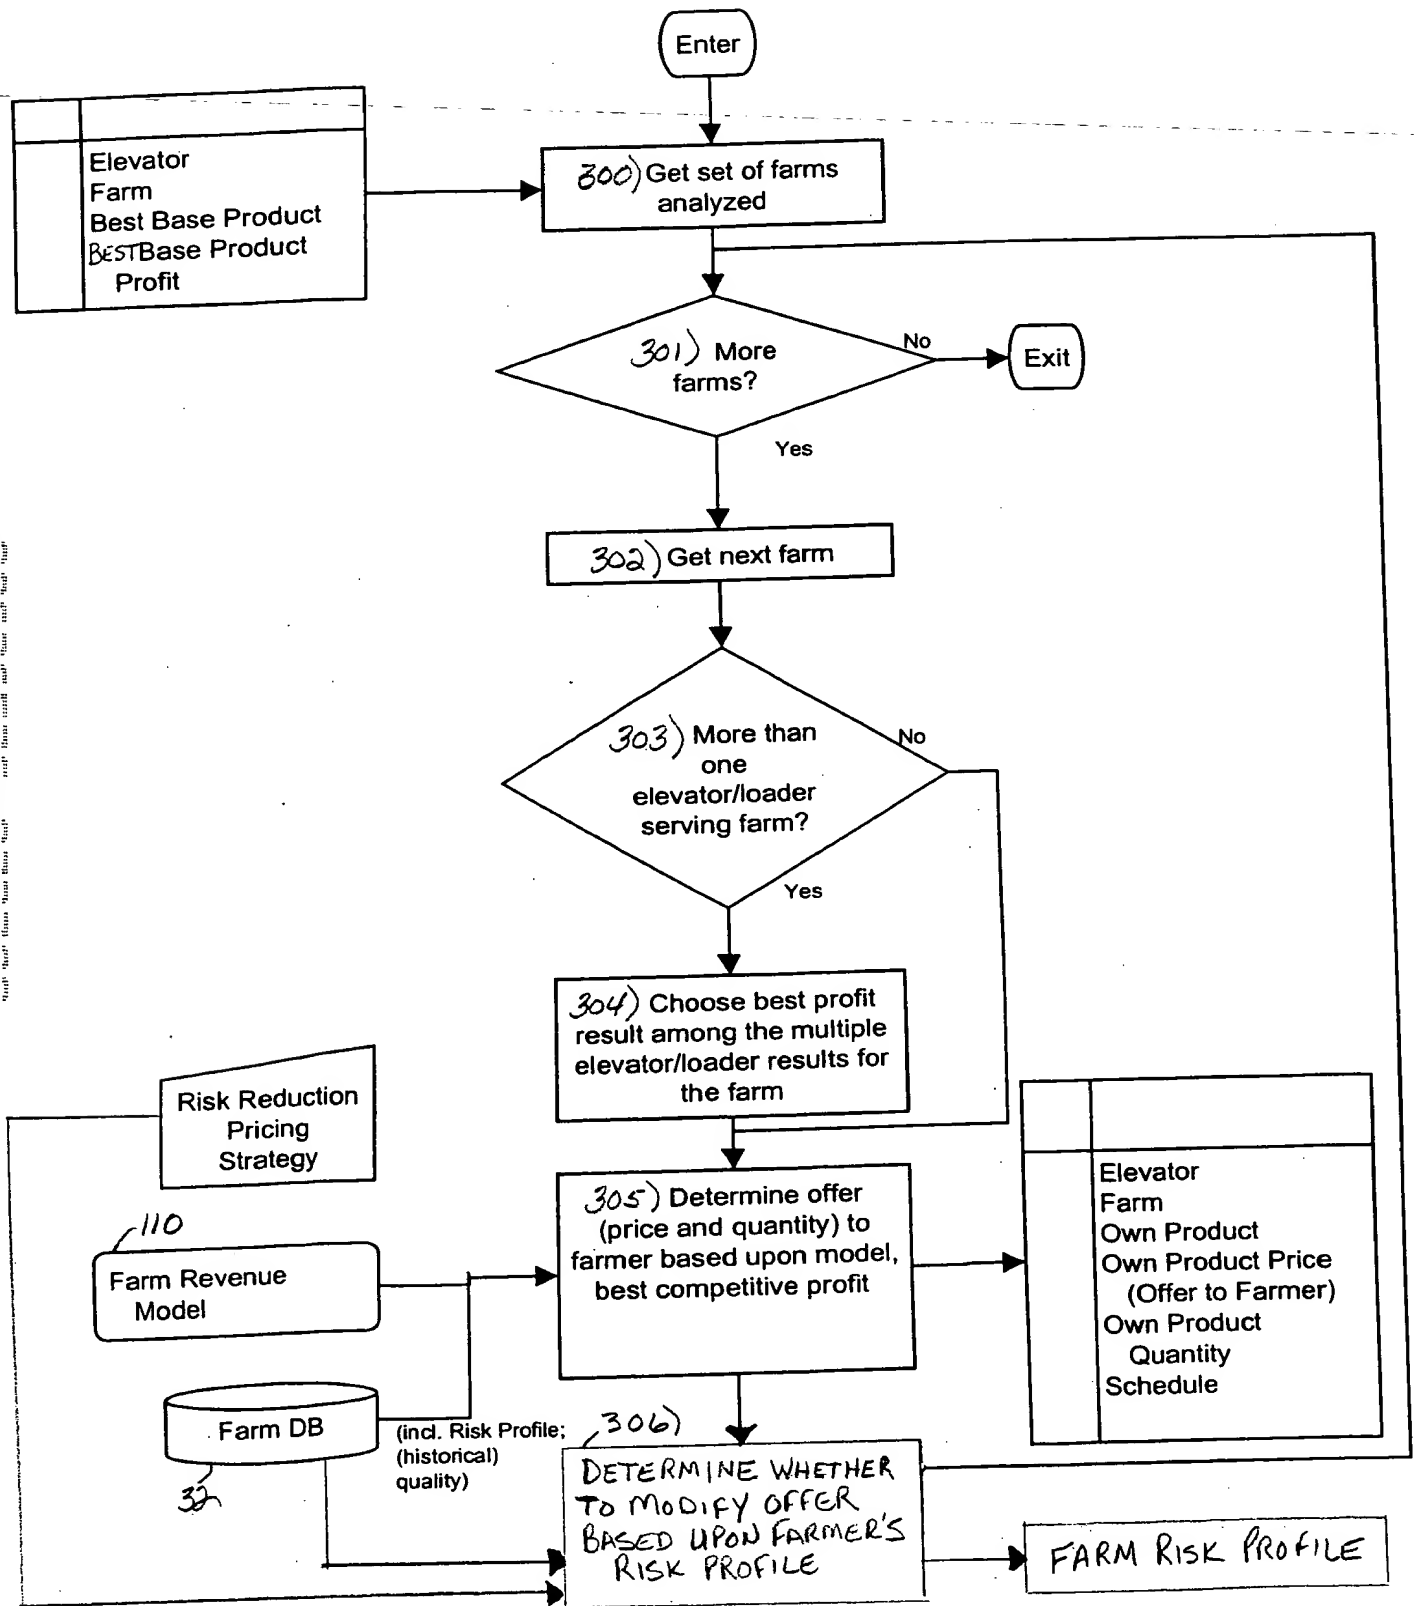 Enter
Elevator
Farm
Best Base Product
BEST Base Product
Profit
300) Get set of farms
analyzed
301) More
farms?
No
Exit
Yes
302) Get next farm
303) More than
one
elevator/loader
serving farm?
No
Yes
304) Choose best profit
result among the multiple
elevator/loader results for
the farm
Risk Reduction
Pricing
Strategy
305) Determine offer
(price and quantity) to
farmer based upon model,
best competitive profit
Elevator
Farm
Own Product
Own Product Price
(Offer to Farmer)
Own Product
Quantity
Schedule
110
Farm Revenue
Model
Farm DB
32
(incl. Risk Profile;
(historical)
quality)
306)
DETERMINE WHETHER
TO MODIFY OFFER
BASED UPON FARMER'S
RISK PROFILE
FARM RISK PROFILE